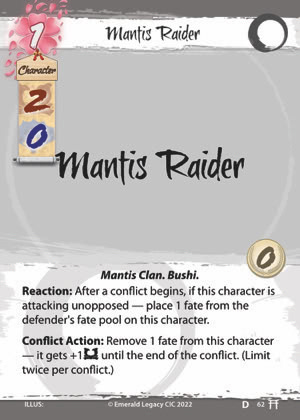 1
Mantis Raider
Character
2
0
Mantis Raider
0
Mantis Clan. Bushi.
Reaction: After a conflict begins, if this character is
attacking unopposed — place 1 fate from the
defender's fate pool on this character.
Conflict Action: Remove 1 fate from this character
— it gets +1 until the end of the conflict. (Limit
twice per conflict.)
ILLUS: © Emerald Legacy CIC 2022 D 62